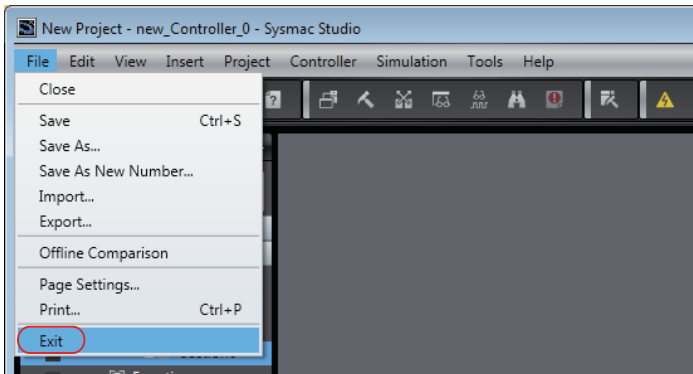 New Project - new_Controller_0 - Sysmac Studio
File Edit View Insert Project Controller Simulation Tools Help
Close
Save Ctrl+S
Save As...
Save As New Number...
Import...
Export...
Offline Comparison
Page Settings...
Print... Ctrl+P
Exit